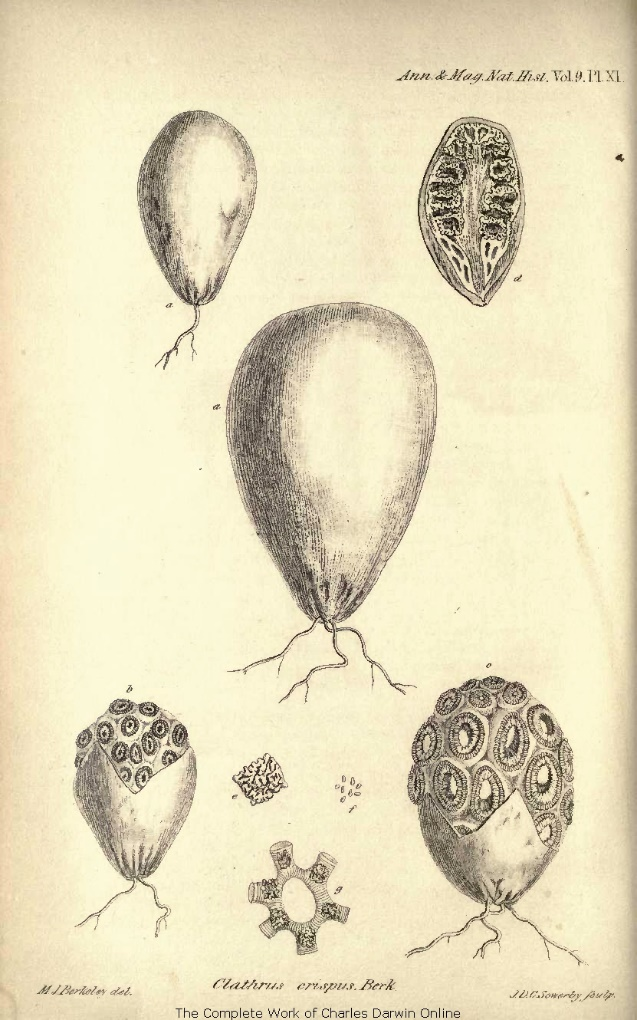 Ann. & Mag. Nat. Hist. Vol. 9. Pl. XI.
a
d
a
b
c
e
f
g
Clathrus crispus. Berk
M. J. Berkeley del.
J. D. C. Sowerby sculp.
The Complete Work of Charles Darwin Online